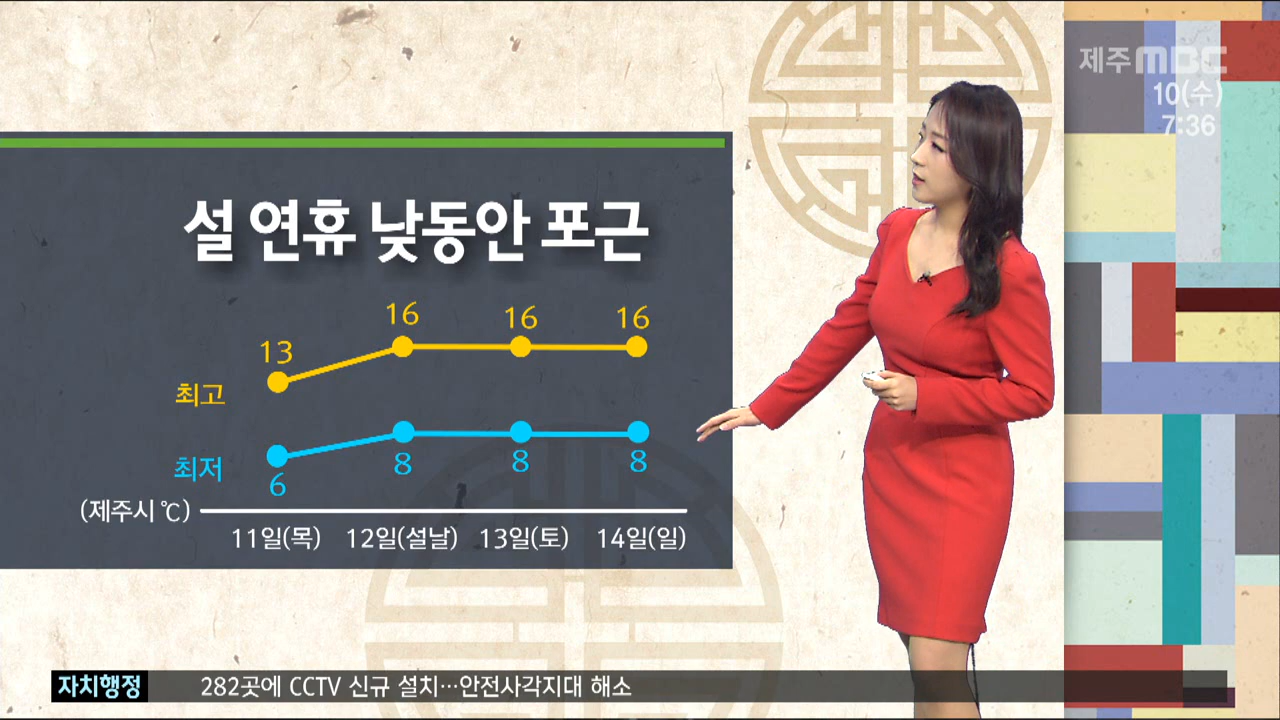 제주MBC
10(수)
7:36
설 연휴 낮동안 포근
13 16 16 16
최고
최저
6 8 8 8
(제주시 ℃)
11일(목) 12일(설날) 13일(토) 14일(일)
자치행정 282곳에 CCTV 신규 설치…안전사각지대 해소